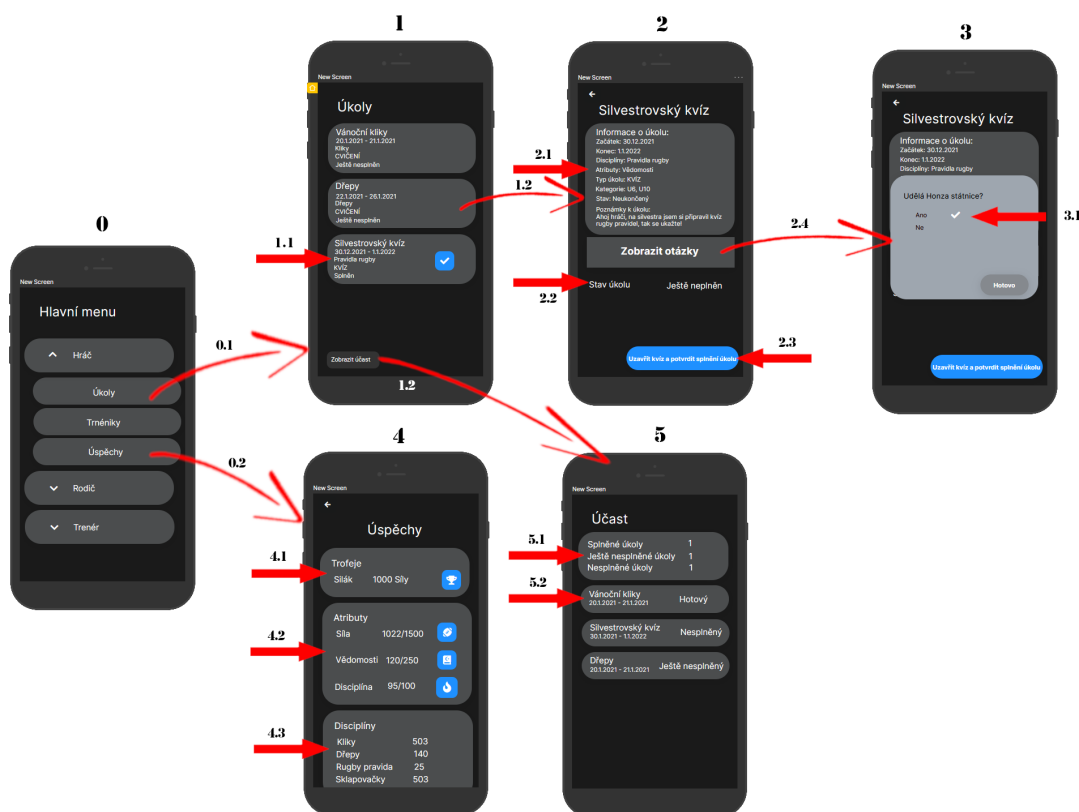 0
New Screen
Hlavní menu
Hráč
Úkoly
Trnéniky
Úspěchy
Rodič
Trenér
0.1
0.2
1
New Screen
Úkoly
Vánoční kliky
20.1.2021 - 21.1.2021
Kliky
CVIČENÍ
Ještě nesplněn
Dřepy
22.1.2021 - 26.1.2021
Dřepy
CVIČENÍ
Ještě nesplněn
Silvestrovský kvíz
30.12.2021 - 1.1.2022
Pravidla rugby
KVÍZ
Splněn
Zobrazit účast
1.1
1.2
1.2
2
New Screen
Silvestrovský kvíz
Informace o úkolu:
Začátek: 30.12.2021
Konec: 1.1.2022
Disciplíny: Pravidla rugby
Atributy: Vědomosti
Typ úkolu: KVÍZ
Kategorie: U6, U10
Stav: Neukončený
Poznámky k úkolu:
Ahoj hráči, na silvestra jsem si připravil kvíz
rugby pravidel, tak se ukažte!
Zobrazit otázky
Stav úkolu Ještě neplněn
Uzavřít kvíz a potvrdit splnění úkolu
2.1
2.2
2.3
2.4
3
New Screen
Silvestrovský kvíz
Informace o úkolu:
Začátek: 30.12.2021
Konec: 1.1.2022
Disciplíny: Pravidla rugby
Udělá Honza státnice?
Ano
Ne
Hotovo
Uzavřít kvíz a potvrdit splnění úkolu
3.1
4
New Screen
Úspěchy
Trofeje
Silák 1000 Síly
Atributy
Síla 1022/1500
Vědomosti 120/250
Disciplína 95/100
Disciplíny
Kliky 503
Dřepy 140
Rugby pravida 25
Sklapovačky 503
4.1
4.2
4.3
5
New Screen
Účast
Splněné úkoly 1
Ještě nesplněné úkoly 1
Nesplněné úkoly 1
Vánoční kliky
20.1.2021 - 21.1.2021 Hotový
Silvestrovský kvíz
30.1.2021 - 1.1.2022 Nesplněný
Dřepy
20.1.2021 - 21.1.2021 Ještě nesplněný
5.1
5.2